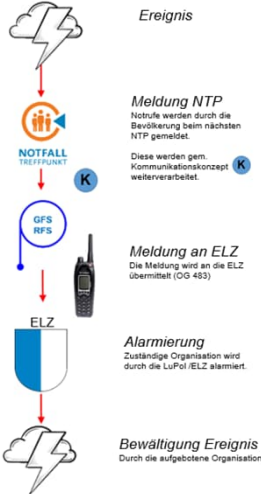 Ereignis
Meldung NTP
Notrufe werden durch die
Bevölkerung beim nächsten
NTP gemeldet.
Diese werden gem.
Kommunikationskonzept K
weiterverarbeitet.
NOTFALL
TREFFPUNKT
K
GFS
RFS
Meldung an ELZ
Die Meldung wird an die ELZ
übermittelt (OG 483)
ELZ
Alarmierung
Zuständige Organisation wird
durch die LuPol /ELZ alarmiert.
Bewältigung Ereignis
Durch die aufgebotene Organisation